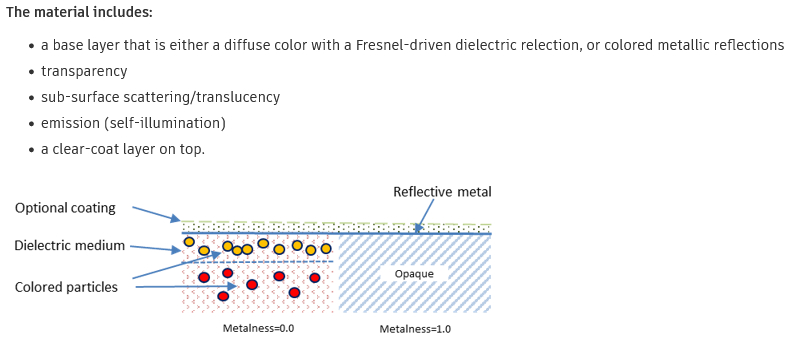 The material includes:
• a base layer that is either a diffuse color with a Fresnel-driven dielectric relection, or colored metallic reflections
• transparency
• sub-surface scattering/translucency
• emission (self-illumination)
• a clear-coat layer on top.
Reflective metal
Optional coating
Dielectric medium
Opaque
Colored particles
Metalness=0.0
Metalness=1.0